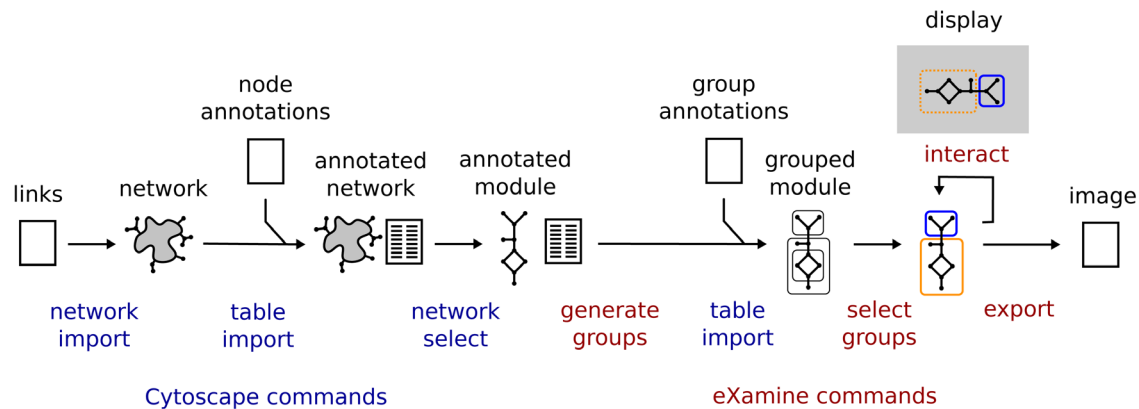 display
node
annotations
group
annotations
links
network
annotated
network
annotated
module
grouped
module
interact
image
network
import
table
import
network
select
generate
groups
table
import
select
groups
export
Cytoscape commands
eXamine commands